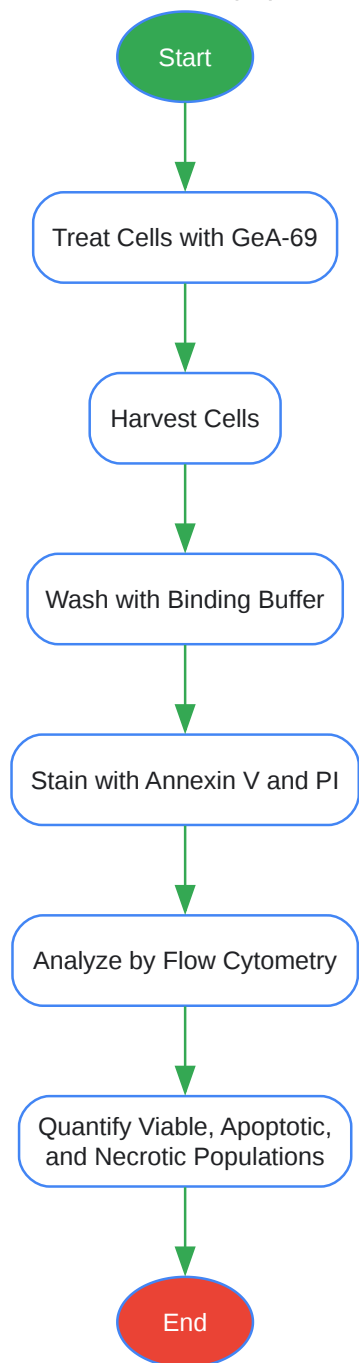 Start
Treat Cells with GeA-69
Harvest Cells
Wash with Binding Buffer
Stain with Annexin V and PI
Analyze by Flow Cytometry
Quantify Viable, Apoptotic,
and Necrotic Populations
End